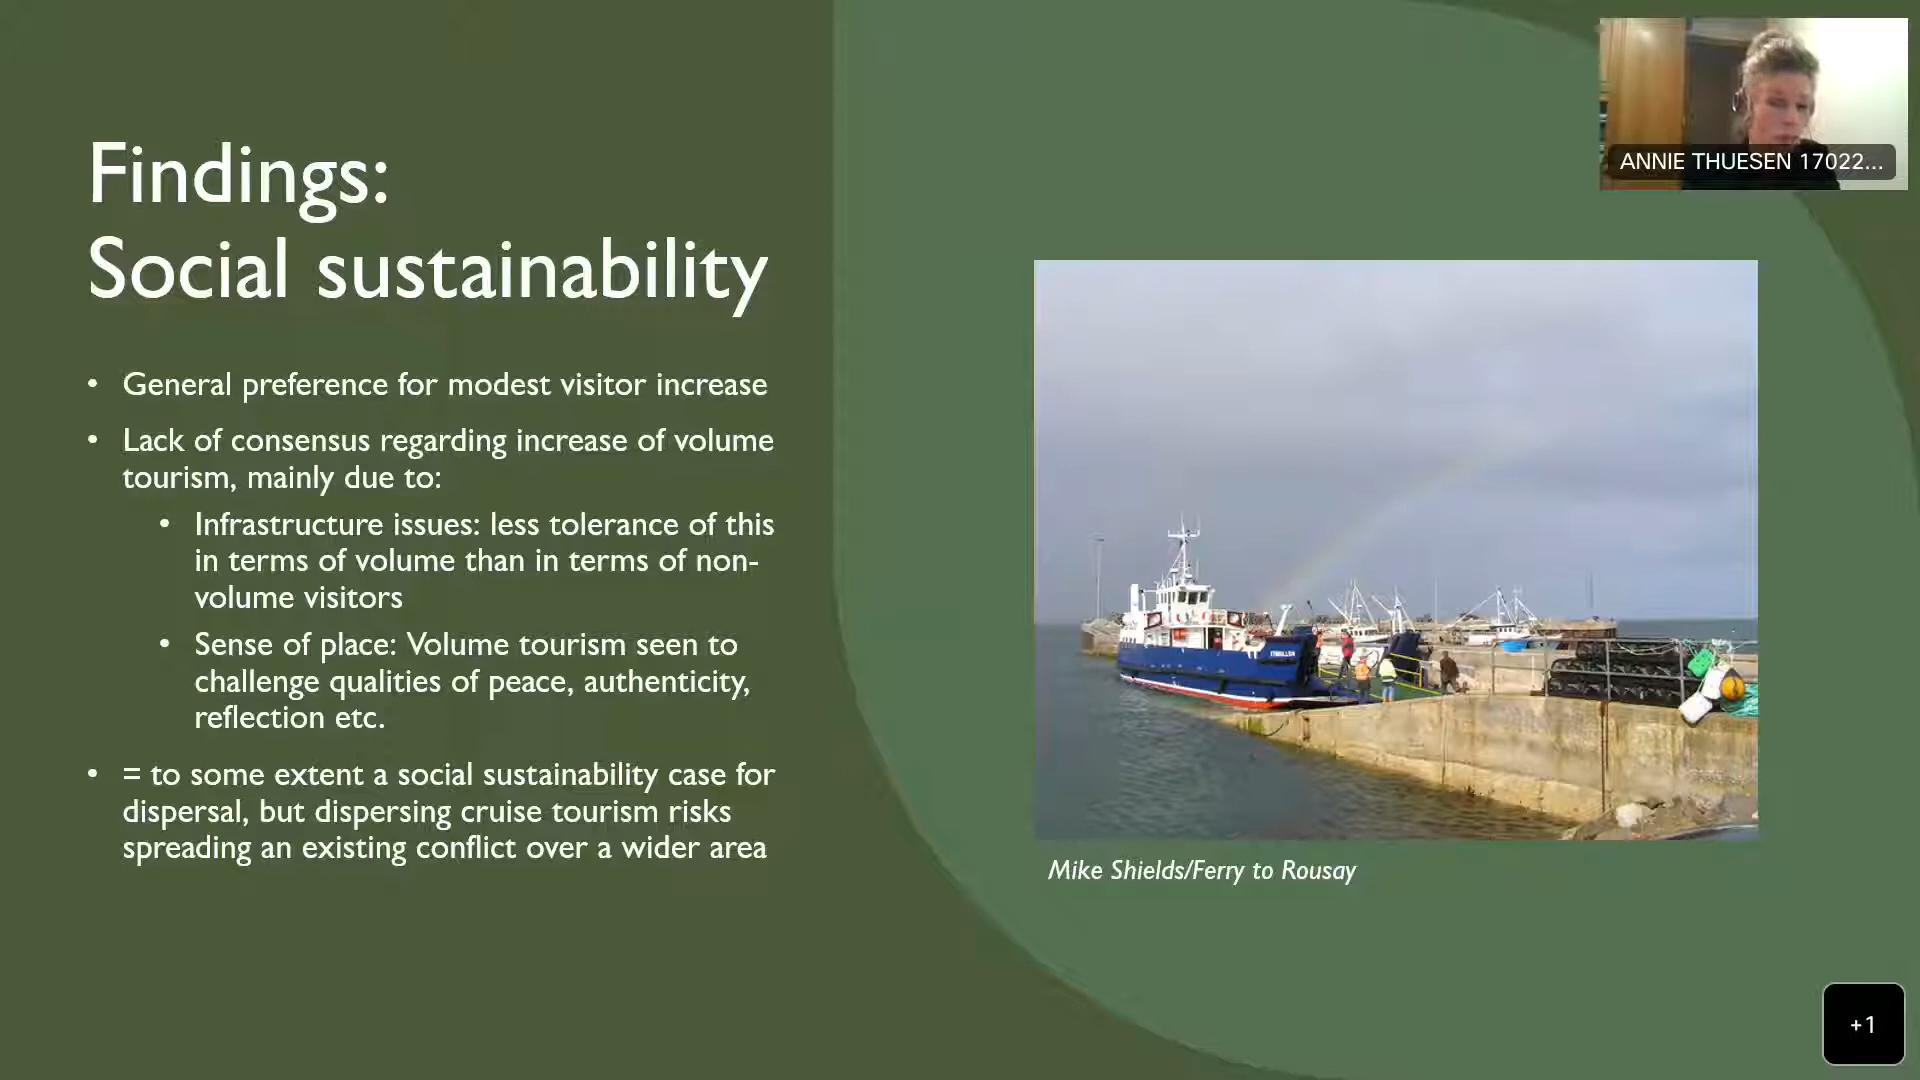 Findings:
Social sustainability
• General preference for modest visitor increase
• Lack of consensus regarding increase of volume
tourism, mainly due to:
• Infrastructure issues: less tolerance of this
in terms of volume than in terms of non-
volume visitors
• Sense of place: Volume tourism seen to
challenge qualities of peace, authenticity,
reflection etc.
• = to some extent a social sustainability case for
dispersal, but dispersing cruise tourism risks
spreading an existing conflict over a wider area
Mike Shields/Ferry to Rousay
ANNIE THUESEN 17022...
+1